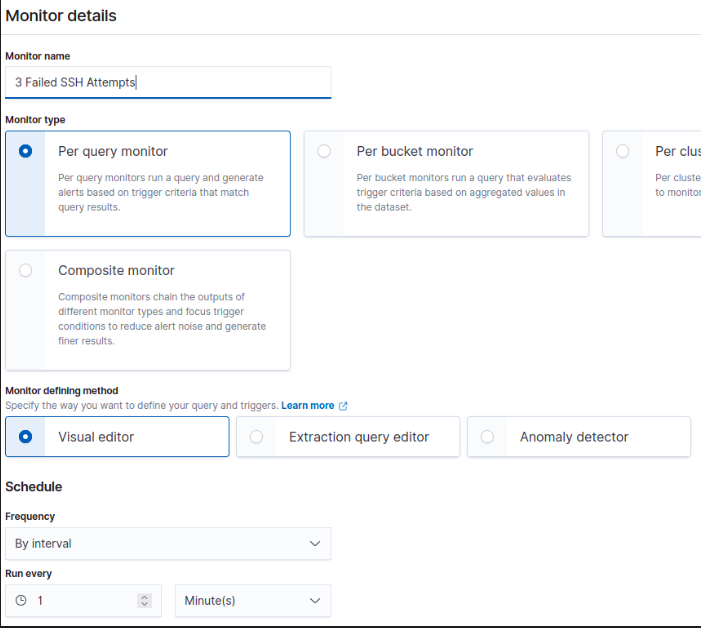 Monitor details
Monitor name
3 Failed SSH Attempts
Monitor type
Per query monitor
Per query monitors run a query and generate
alerts based on trigger criteria that match
query results.
Per bucket monitor
Per bucket monitors run a query that evaluates
trigger criteria based on aggregated values in
the dataset.
Per clus
Per cluste
to monitor
Composite monitor
Composite monitors chain the outputs of
different monitor types and focus trigger
conditions to reduce alert noise and generate
finer results.
Monitor defining method
Specify the way you want to define your query and triggers. Learn more
Visual editor
Extraction query editor
Anomaly detector
Schedule
Frequency
By interval
Run every
1
Minute(s)